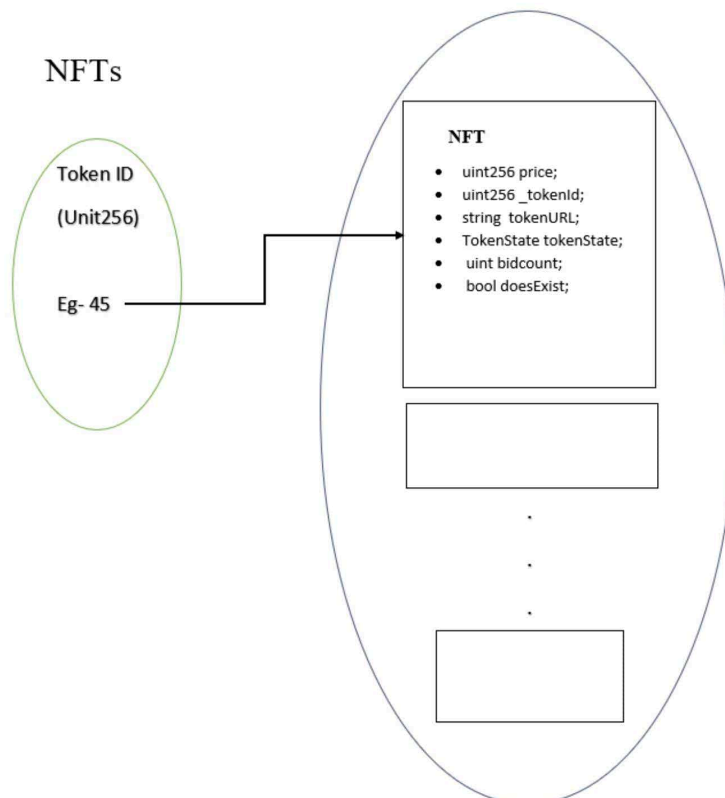 NFTs
Token ID
(Unit256)
Eg- 45
NFT
• uint256 price;
• uint256 _tokenId;
• string tokenURL;
• TokenState tokenState;
• uint bidcount;
• bool doesExist;